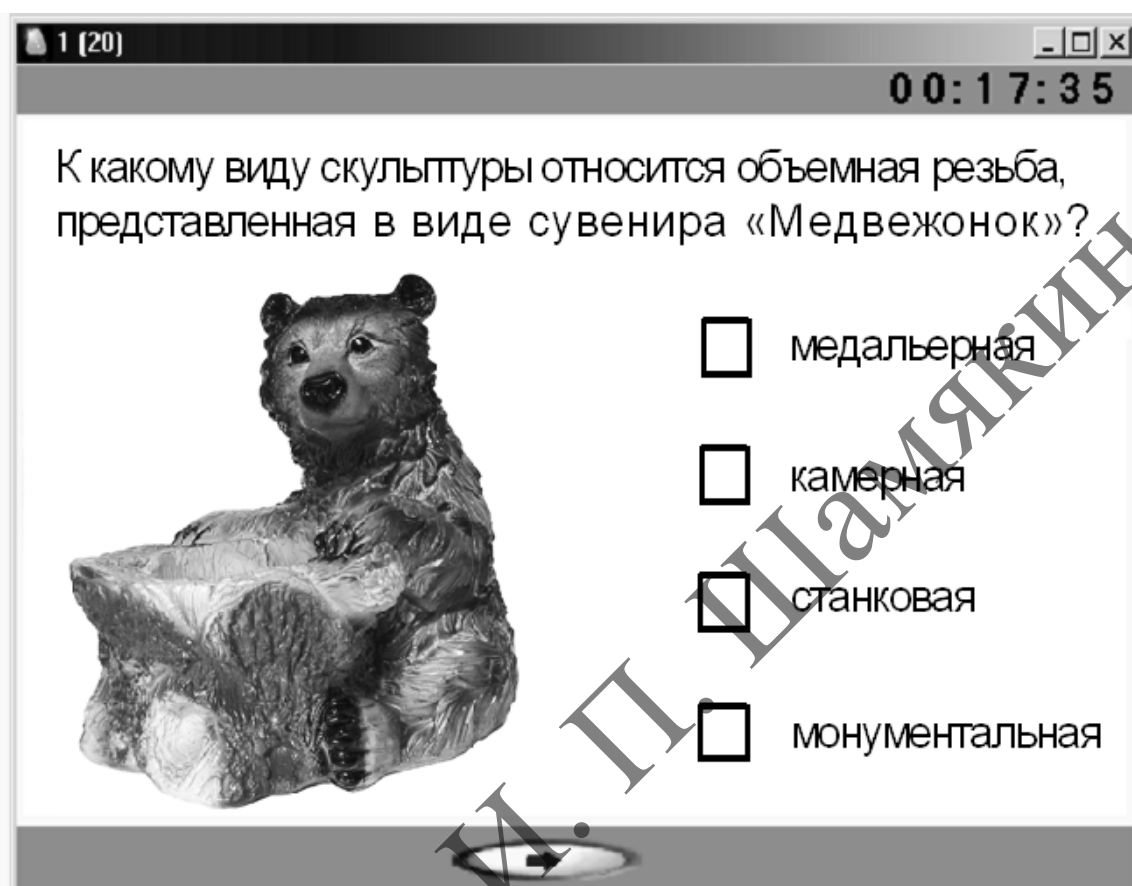 1 (20)
00:17:35
К какому виду скульптуры относится объемная резьба,
представленная в виде сувенира «Медвежонок»?
медальерная
камерная
станковая
монументальная
И. П. Шамякин